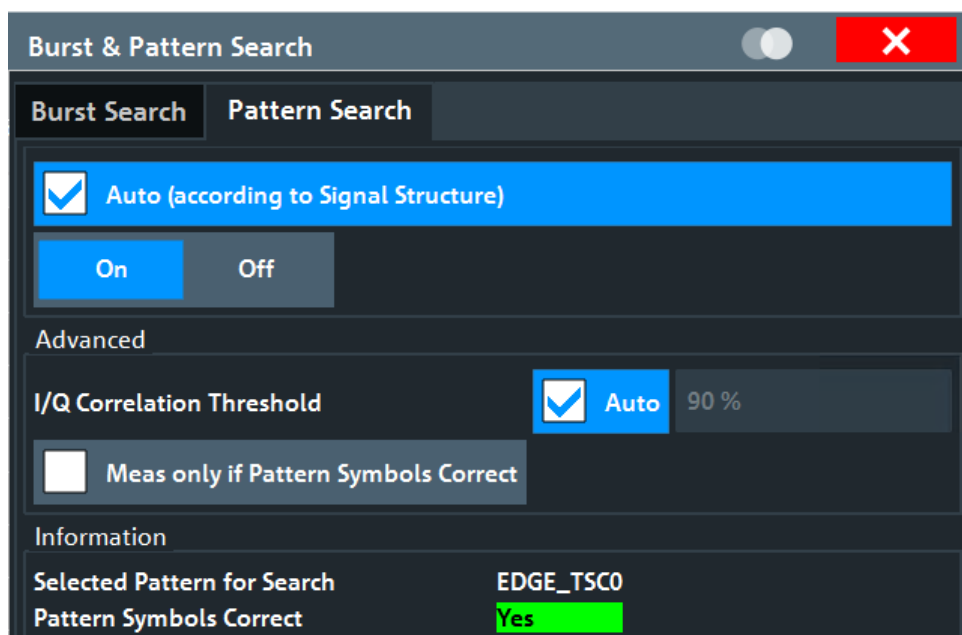 Burst & Pattern Search
Burst Search Pattern Search
Auto (according to Signal Structure)
On Off
Advanced
I/Q Correlation Threshold Auto 90 %
Meas only if Pattern Symbols Correct
Information
Selected Pattern for Search EDGE_TSC0
Pattern Symbols Correct Yes